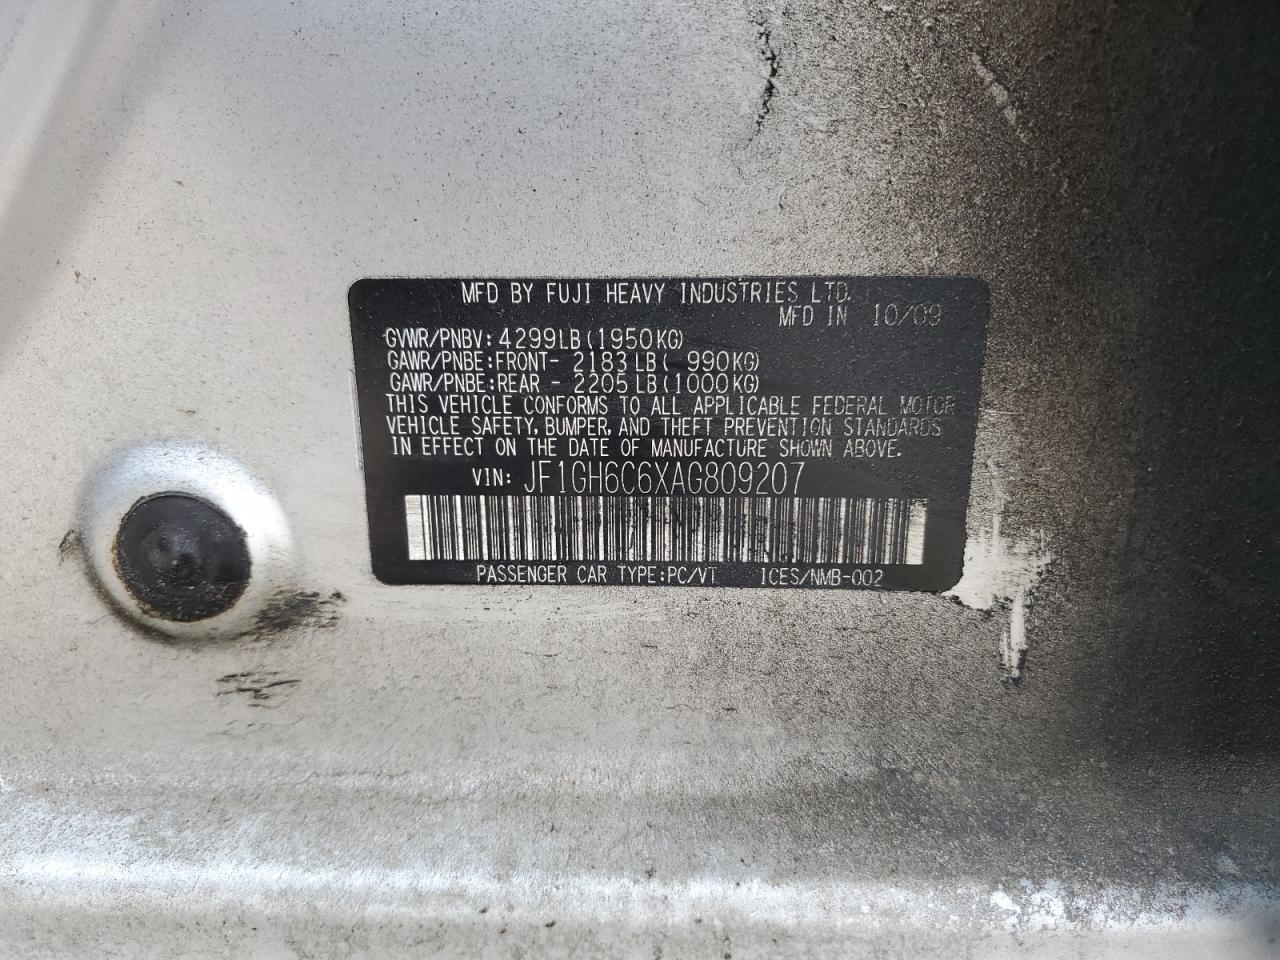 MFD BY FUJI HEAVY INDUSTRIES LTD.
MFD IN 10/09
GVWR/PNBV: 4299LB (1950KG)
GAWR/PNBE: FRONT- 2183LB ( 990KG)
GAWR/PNBE: REAR - 2205LB (1000KG)
THIS VEHICLE CONFORMS TO ALL APPLICABLE FEDERAL MOTOR
VEHICLE SAFETY, BUMPER, AND THEFT PREVENTION STANDARDS
IN EFFECT ON THE DATE OF MANUFACTURE SHOWN ABOVE.
VIN: JF1GH6C6XAG809207
PASSENGER CAR TYPE:PC/VT ICES/NMB-002